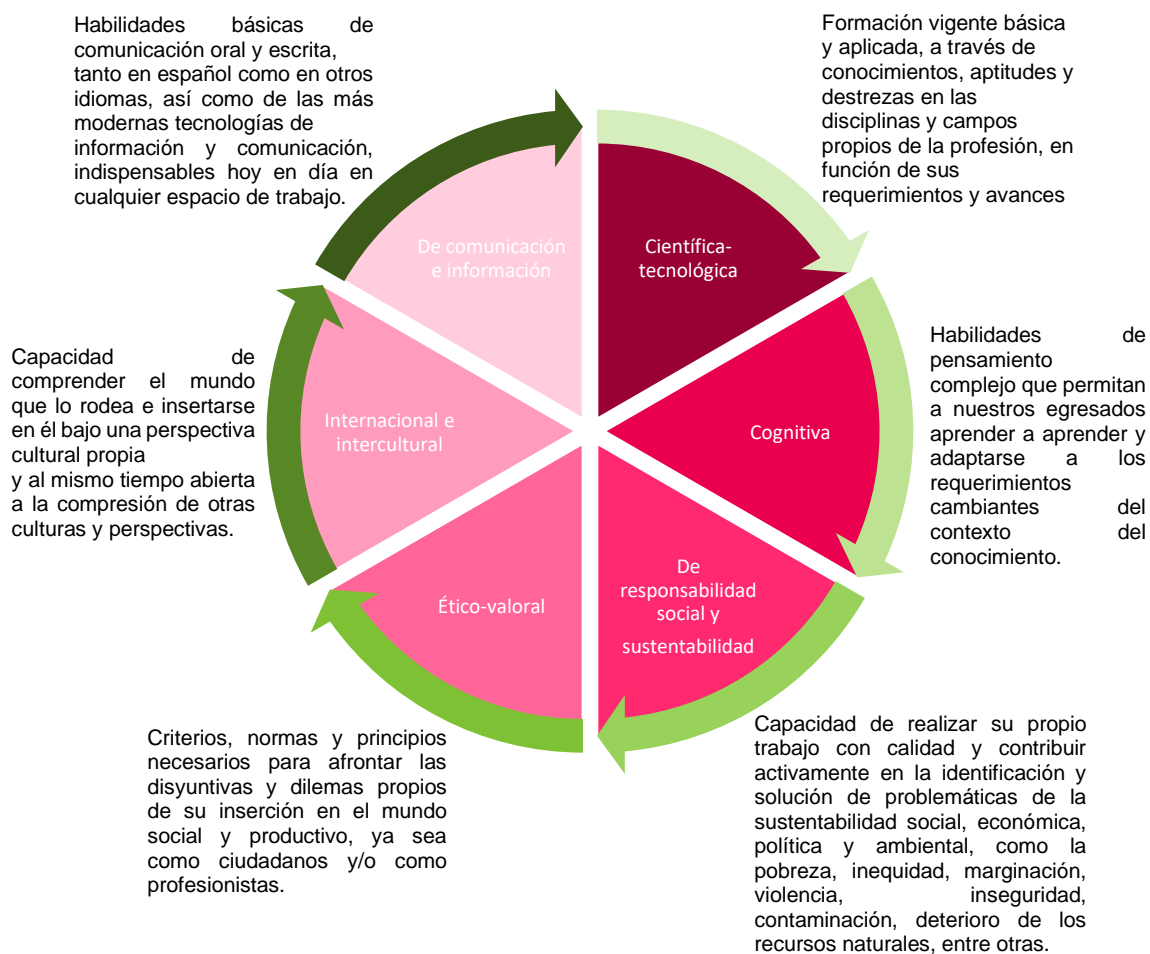 Habilidades básicas de
comunicación oral y escrita,
tanto en español como en otros
idiomas, así como de las más
modernas tecnologías de
información y comunicación,
indispensables hoy en día en
cualquier espacio de trabajo.
Formación vigente básica
y aplicada, a través de
conocimientos, aptitudes y
destrezas en las
disciplinas y campos
propios de la profesión, en
función de sus
requerimientos y avances
De comunicación
e información
Científica-
tecnológica
Capacidad de
comprender el mundo
que lo rodea e insertarse
en él bajo una perspectiva
cultural propia
y al mismo tiempo abierta
a la compresión de otras
culturas y perspectivas.
Internacional e
intercultural
Cognitiva
Habilidades de
pensamiento
complejo que permitan
a nuestros egresados
aprender a aprender y
adaptarse a los
requerimientos
cambiantes del
contexto del
conocimiento.
Ético-valoral
De
responsabilidad
social y
sustentabilidad
Criterios, normas y principios
necesarios para afrontar las
disyuntivas y dilemas propios
de su inserción en el mundo
social y productivo, ya sea
como ciudadanos y/o como
profesionistas.
Capacidad de realizar su propio
trabajo con calidad y contribuir
activamente en la identificación y
solución de problemáticas de la
sustentabilidad social, económica,
política y ambiental, como la
pobreza, inequidad, marginación,
violencia, inseguridad,
contaminación, deterioro de los
recursos naturales, entre otras.